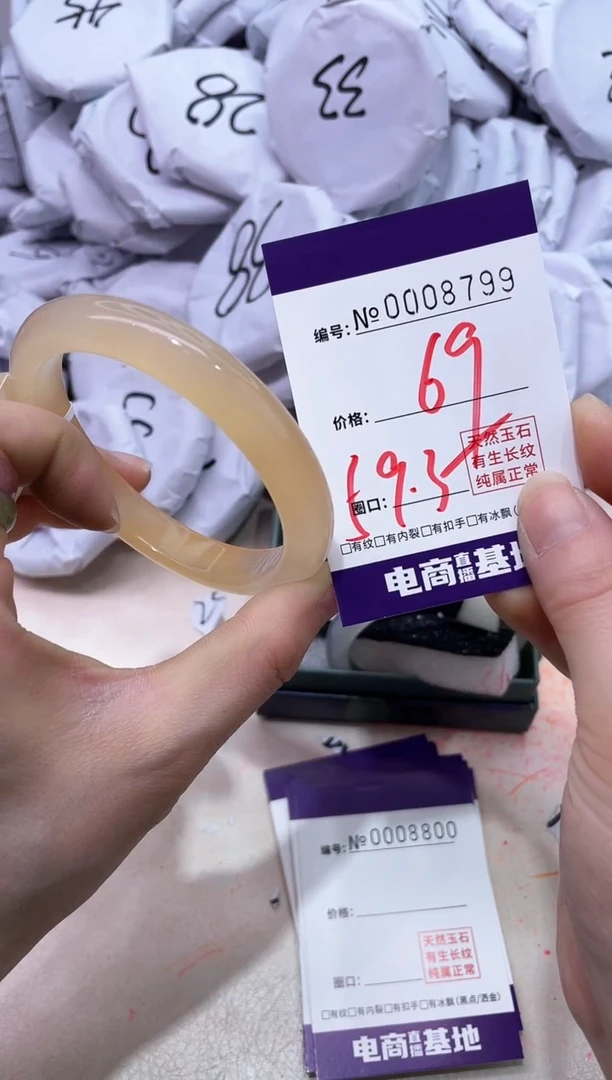 33
28
88
编号:№0008799
价格: 69
圈口: 59.3
天然玉石
有生长纹
纯属正常
□有纹□有内裂□有扣手□有冰飘(
电商直播基地
编号:№0008800
价格:
天然玉石
有生长纹
纯属正常
圈口:
□有纹□有内裂□有扣手□有冰飘(黑点/洒金)
电商直播基地